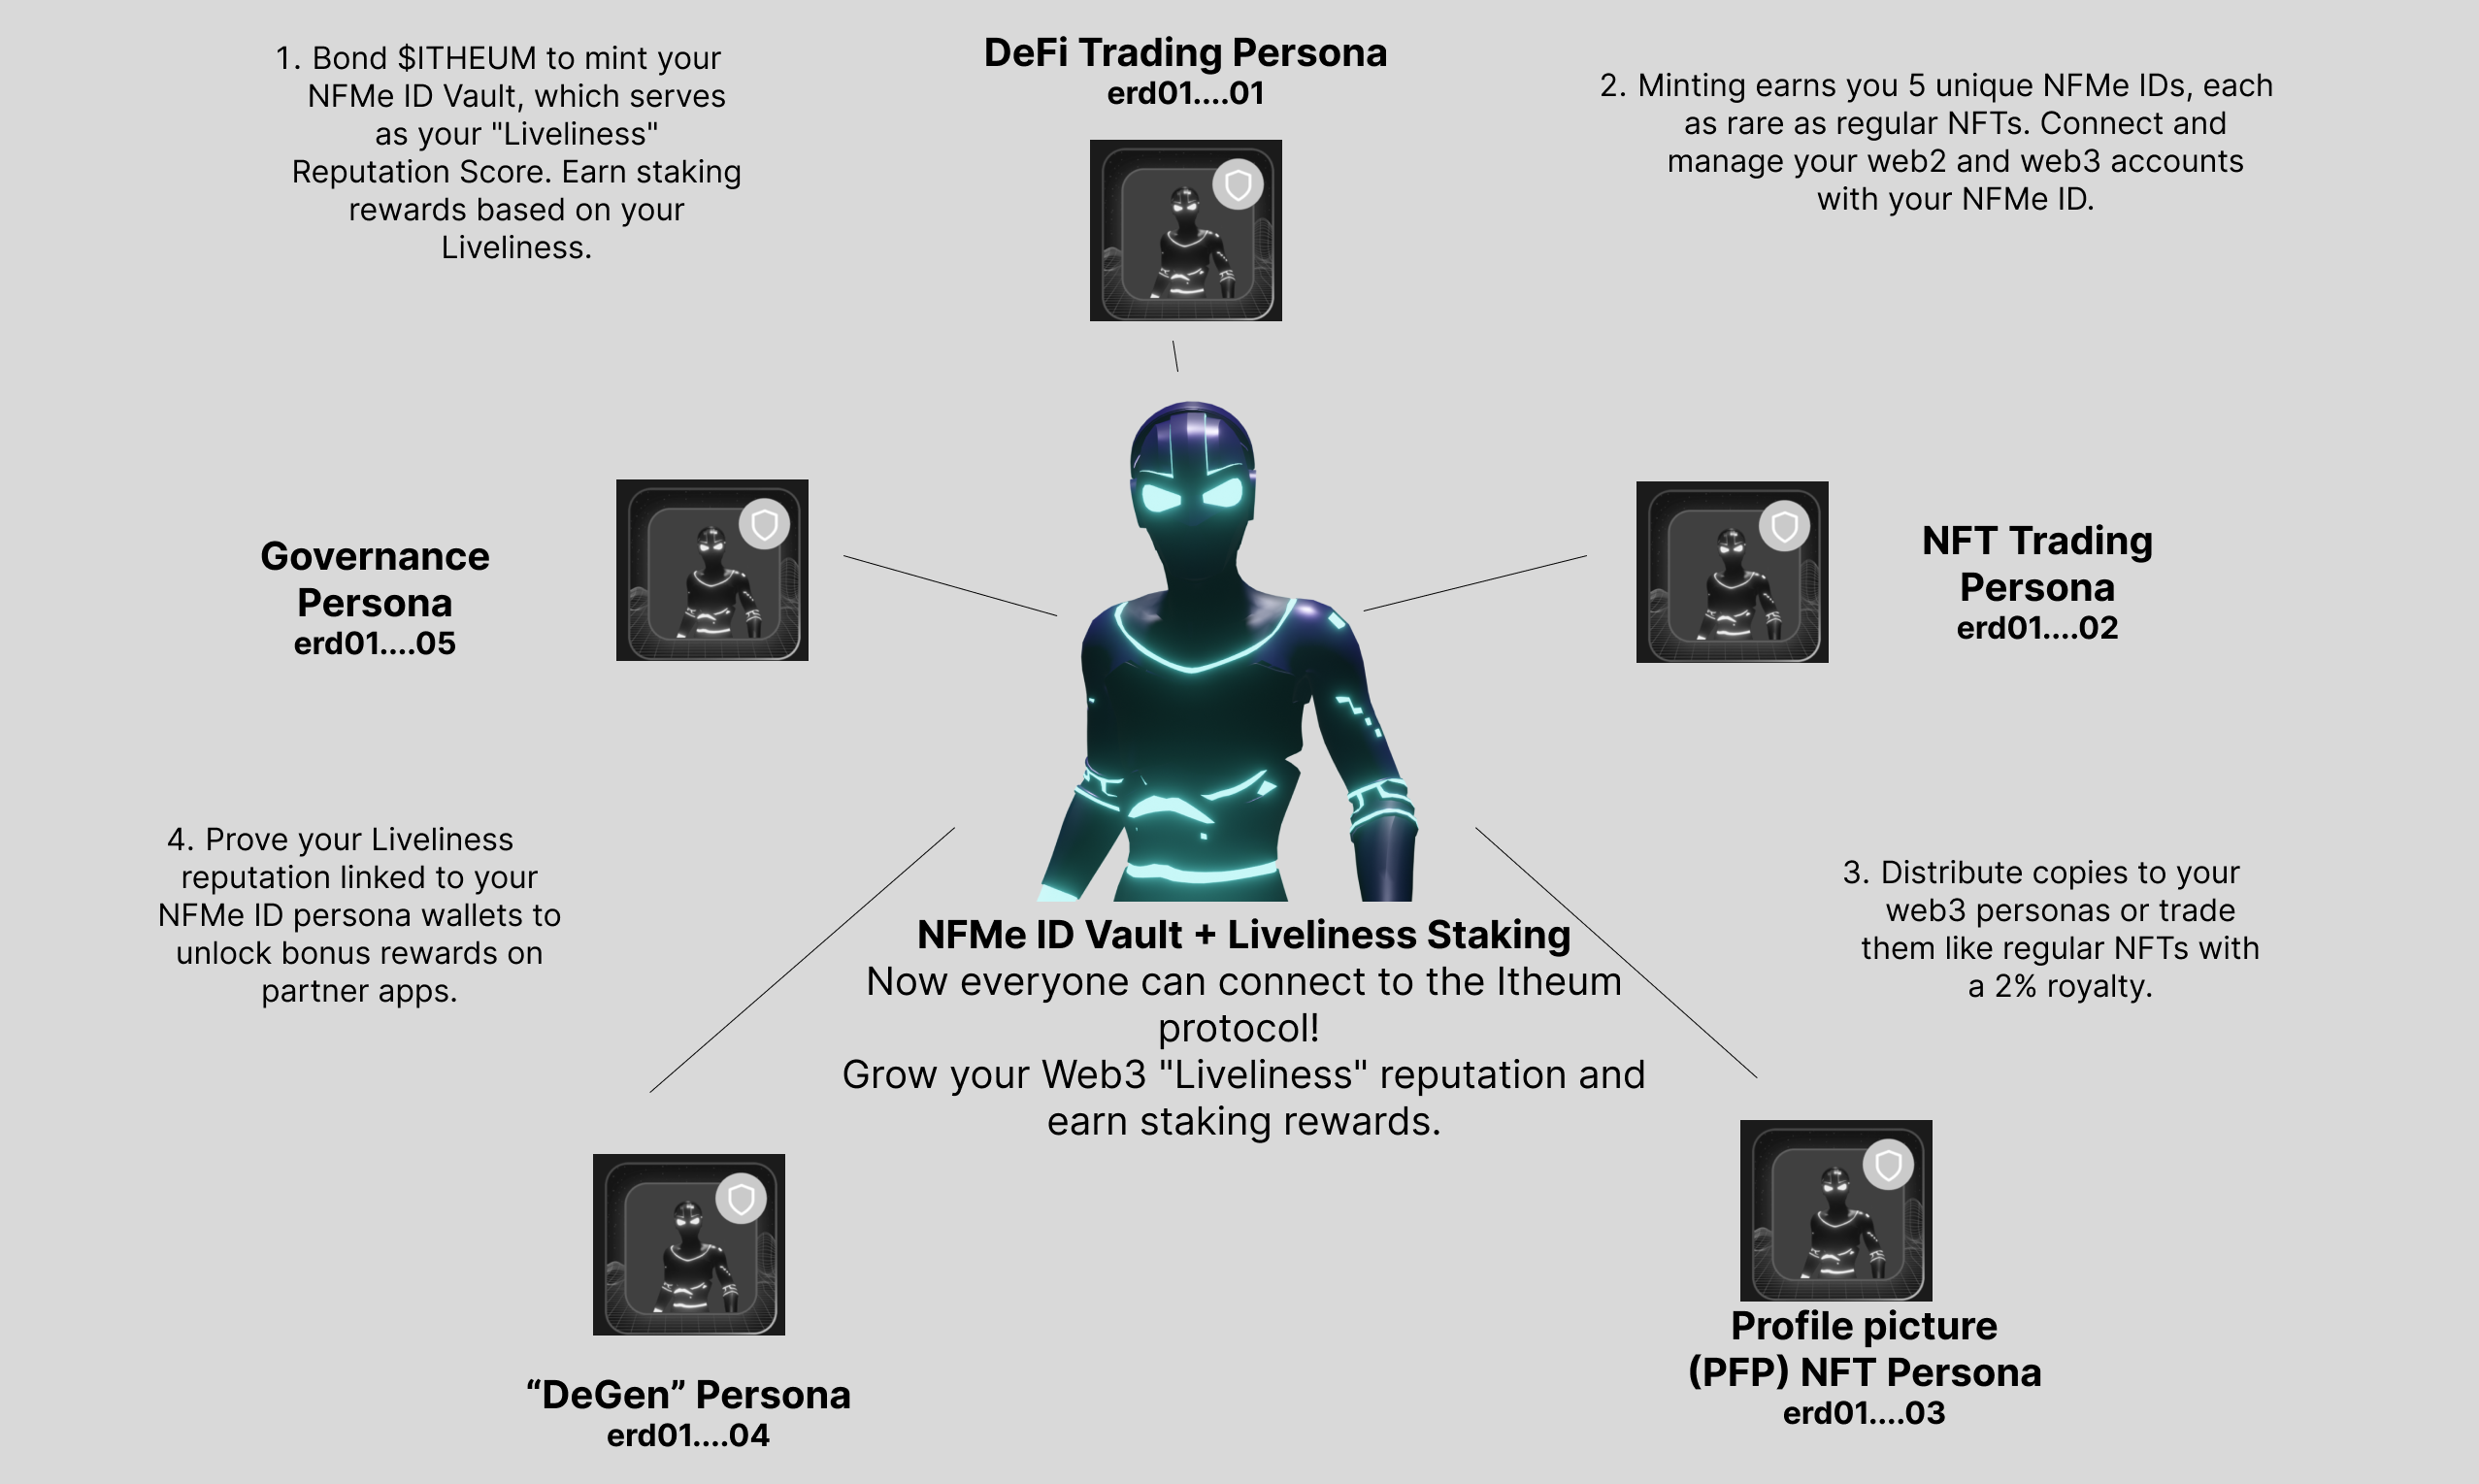 1. Bond $ITHEUM to mint your
NFMe ID Vault, which serves
as your "Liveliness"
Reputation Score. Earn staking
rewards based on your
Liveliness.
DeFi Trading Persona
erd01....01
2. Minting earns you 5 unique NFMe IDs, each
as rare as regular NFTs. Connect and
manage your web2 and web3 accounts
with your NFMe ID.
Governance
Persona
erd01....05
NFT Trading
Persona
erd01....02
4. Prove your Liveliness
reputation linked to your
NFMe ID persona wallets to
unlock bonus rewards on
partner apps.
NFMe ID Vault + Liveliness Staking
Now everyone can connect to the Itheum
protocol!
Grow your Web3 "Liveliness" reputation and
earn staking rewards.
3. Distribute copies to your
web3 personas or trade
them like regular NFTs with
a 2% royalty.
“DeGen” Persona
erd01....04
Profile picture
(PFP) NFT Persona
erd01....03